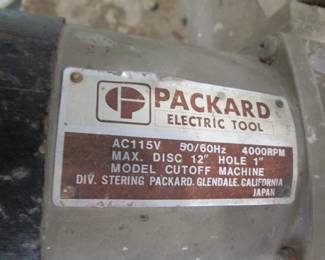 PACKARD
ELECTRIC TOOL
AC115V 50/60Hz 4000RPM
MAX. DISC 12" HOLE 1"
MODEL CUTOFF MACHINE
DIV. STERING PACKARD. GLENDALE. CALIFORNIA
JAPAN